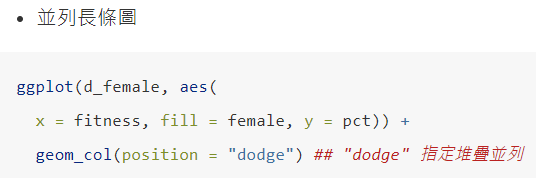 • 並列長條圖
ggplot(d_female, aes(
  x = fitness, fill = female, y = pct)) +
  geom_col(position = "dodge") ## "dodge" 指定堆疊並列